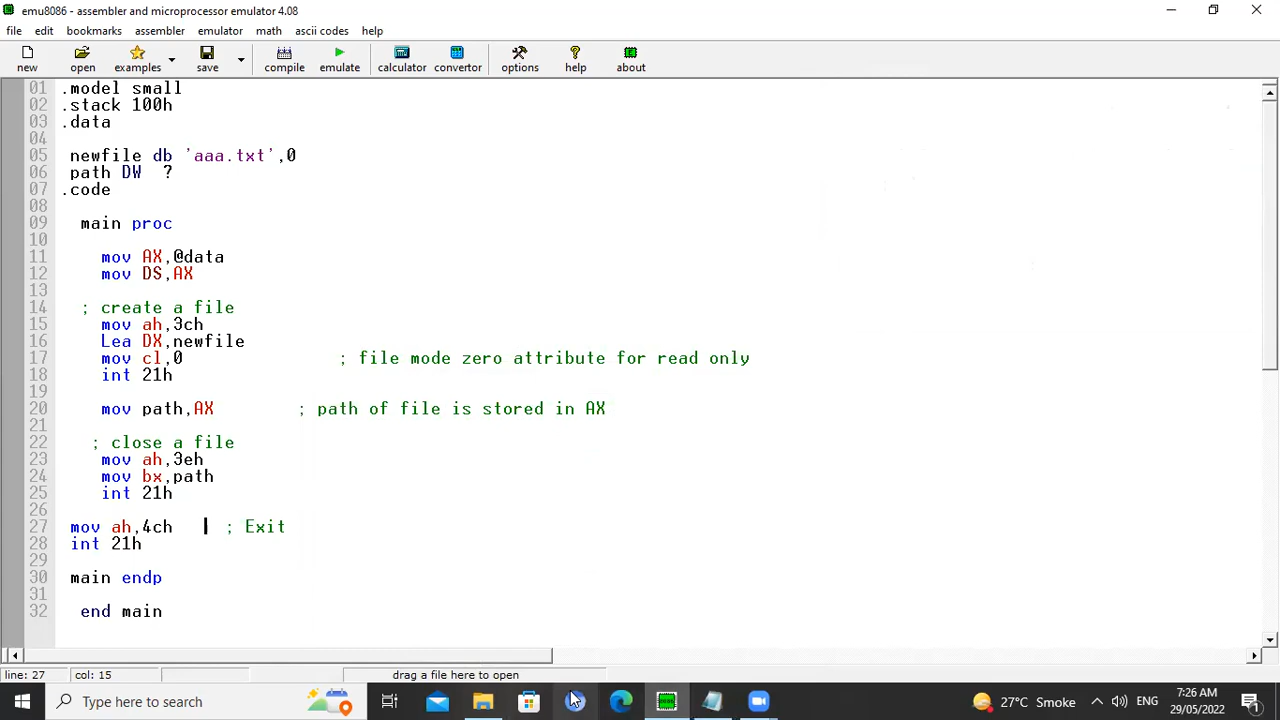 emu8086 - assembler and microprocessor emulator 4.08
file edit bookmarks assembler emulator math ascii codes help
new open examples save compile emulate calculator convertor options help about
01 .model small
02 .stack 100h
03 .data
04
05 newfile db 'aaa.txt',0
06 path DW ?
07 .code
08
09 main proc
10
11 mov AX,@data
12 mov DS,AX
13
14 ; create a file
15 mov ah,3ch
16 Lea DX,newfile
17 mov cl,0 ; file mode zero attribute for read only
18 int 21h
19
20 mov path,AX ; path of file is stored in AX
21
22 ; close a file
23 mov ah,3eh
24 mov bx,path
25 int 21h
26
27 mov ah,4ch ; Exit
28 int 21h
29
30 main endp
31
32 end main
line: 27 col: 15 drag a file here to open
Type here to search 27°C Smoke ENG 7:26 AM
29/05/2022 1